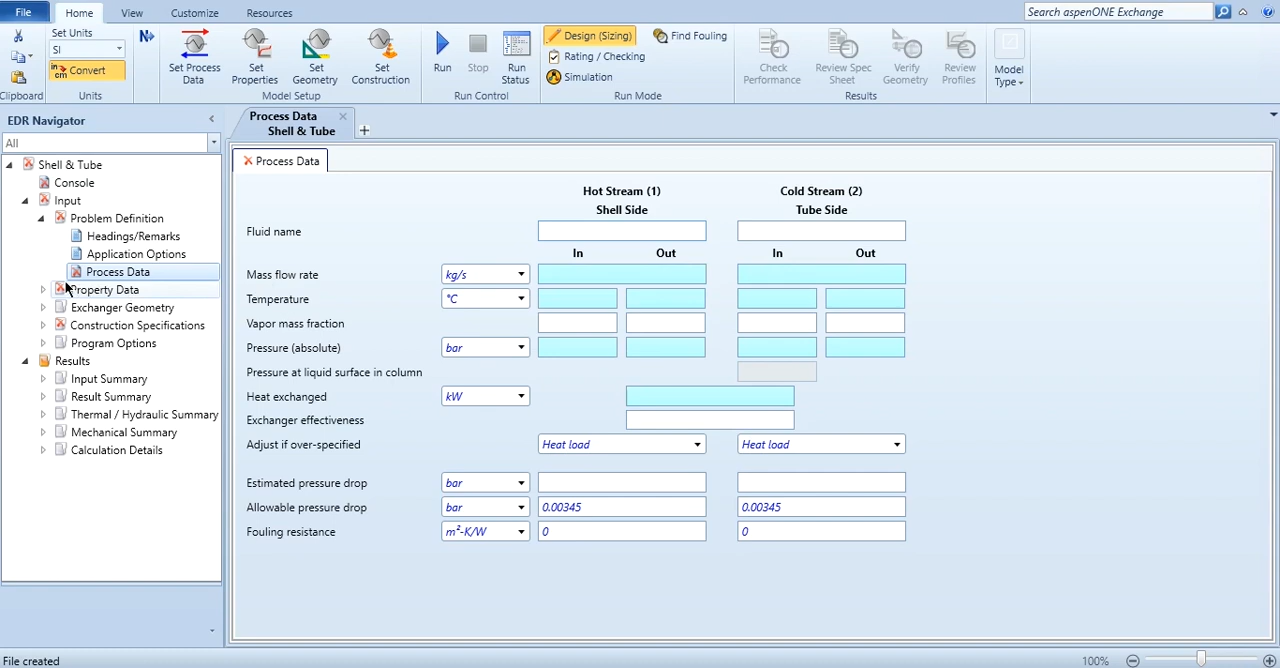 File Home View Customize Resources Search aspenONE Exchange
Set Units
SI
Convert
Clipboard Units
Set Process Data
Set Properties
Set Geometry
Set Construction
Model Setup
Run
Stop
Run Status
Run Control
Design (Sizing)
Rating / Checking
Simulation
Find Fouling
Run Mode
Check Performance
Review Spec Sheet
Verify Geometry
Review Profiles
Results
Model Type
EDR Navigator
All
Shell & Tube
Console
Input
Problem Definition
Headings/Remarks
Application Options
Process Data
Property Data
Exchanger Geometry
Construction Specifications
Program Options
Results
Input Summary
Result Summary
Thermal / Hydraulic Summary
Mechanical Summary
Calculation Details
Process Data
Shell & Tube
Process Data
Hot Stream (1) Cold Stream (2)
Shell Side Tube Side
Fluid name
In Out In Out
Mass flow rate kg/s
Temperature °C
Vapor mass fraction
Pressure (absolute) bar
Pressure at liquid surface in column
Heat exchanged kW
Exchanger effectiveness
Adjust if over-specified Heat load Heat load
Estimated pressure drop bar
Allowable pressure drop bar 0.00345 0.00345
Fouling resistance m²-K/W 0 0
File created 100%